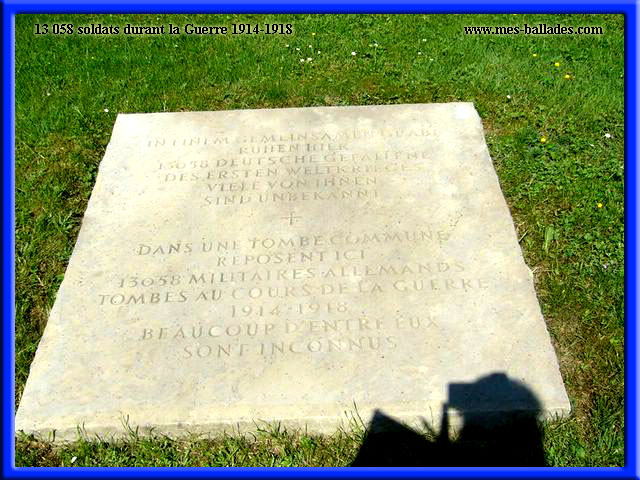 13 058 soldats durant la Guerre 1914-1918
www.mes-ballades.com
IN EINEM GEMEINSAMEN GRABE
RUHEN HIER
13058 DEUTSCHE GEFALLENE
DES ERSTEN WELTKRIEGES
VIELE VON IHNEN
SIND UNBEKANNT
DANS UNE TOMBE COMMUNE
REPOSENT ICI
13058 MILITAIRES ALLEMANDS
TOMBES AU COURS DE LA GUERRE
1914-1918
BEAUCOUP D'ENTRE EUX
SONT INCONNUS